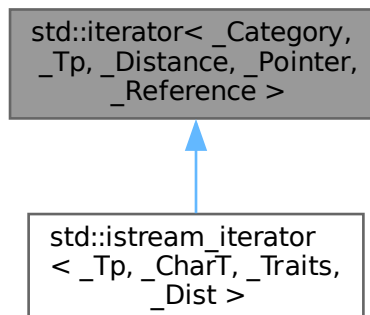 std::iterator< _Category,
_Tp, _Distance, _Pointer,
_Reference >
std::istream_iterator
< _Tp, _CharT, _Traits,
_Dist >